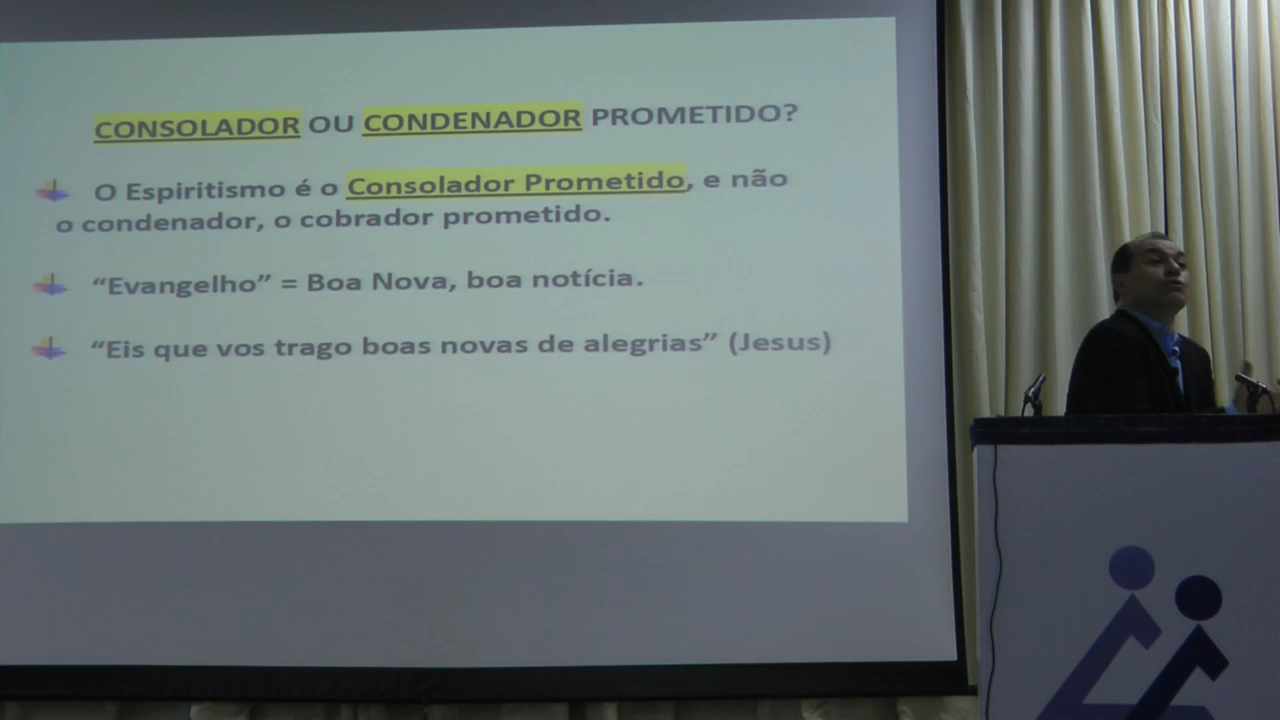 CONSOLADOR OU CONDENADOR PROMETIDO?
O Espiritismo é o Consolador Prometido, e não
o condenador, o cobrador prometido.
“Evangelho” = Boa Nova, boa notícia.
“Eis que vos trago boas novas de alegrias” (Jesus)